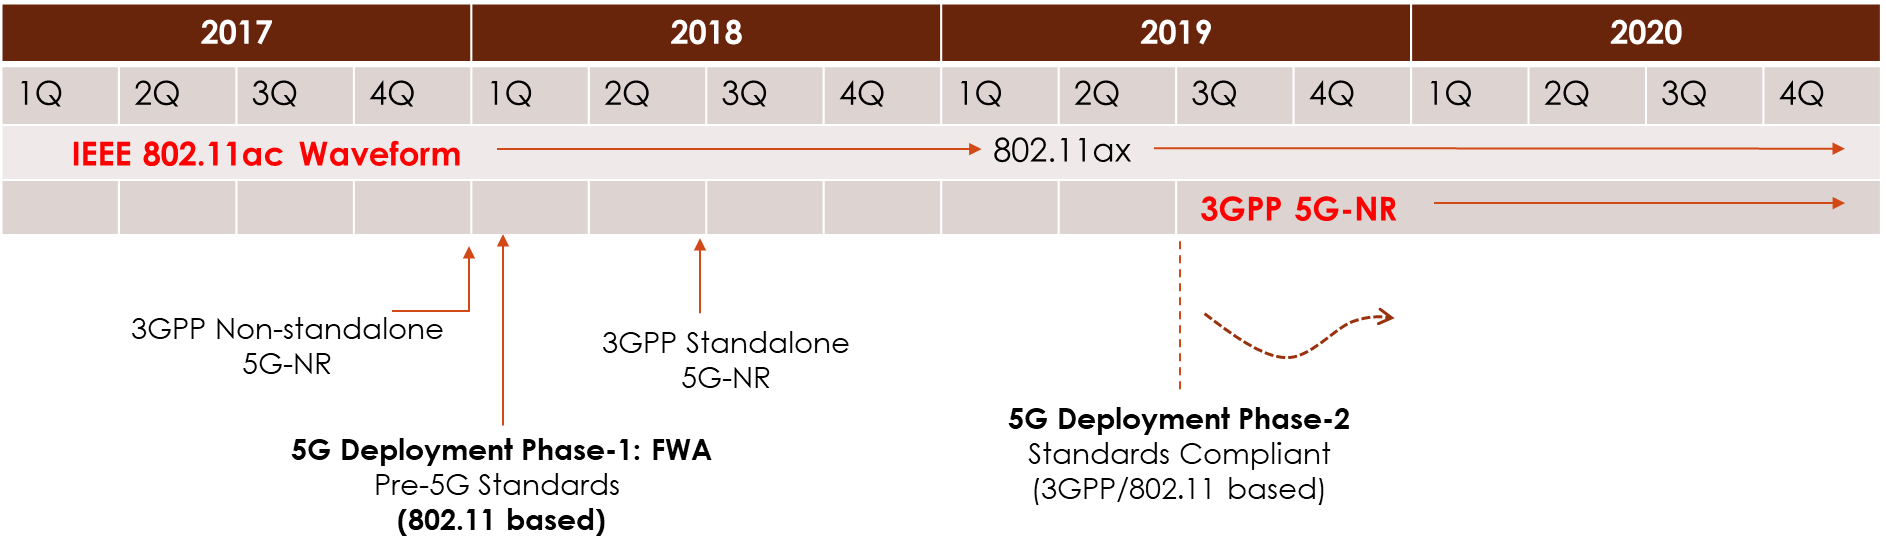 2017 2018 2019 2020
1Q 2Q 3Q 4Q 1Q 2Q 3Q 4Q 1Q 2Q 3Q 4Q 1Q 2Q 3Q 4Q
IEEE 802.11ac Waveform 802.11ax
3GPP 5G-NR
3GPP Non-standalone
5G-NR
3GPP Standalone
5G-NR
5G Deployment Phase-1: FWA
Pre-5G Standards
(802.11 based)
5G Deployment Phase-2
Standards Compliant
(3GPP/802.11 based)